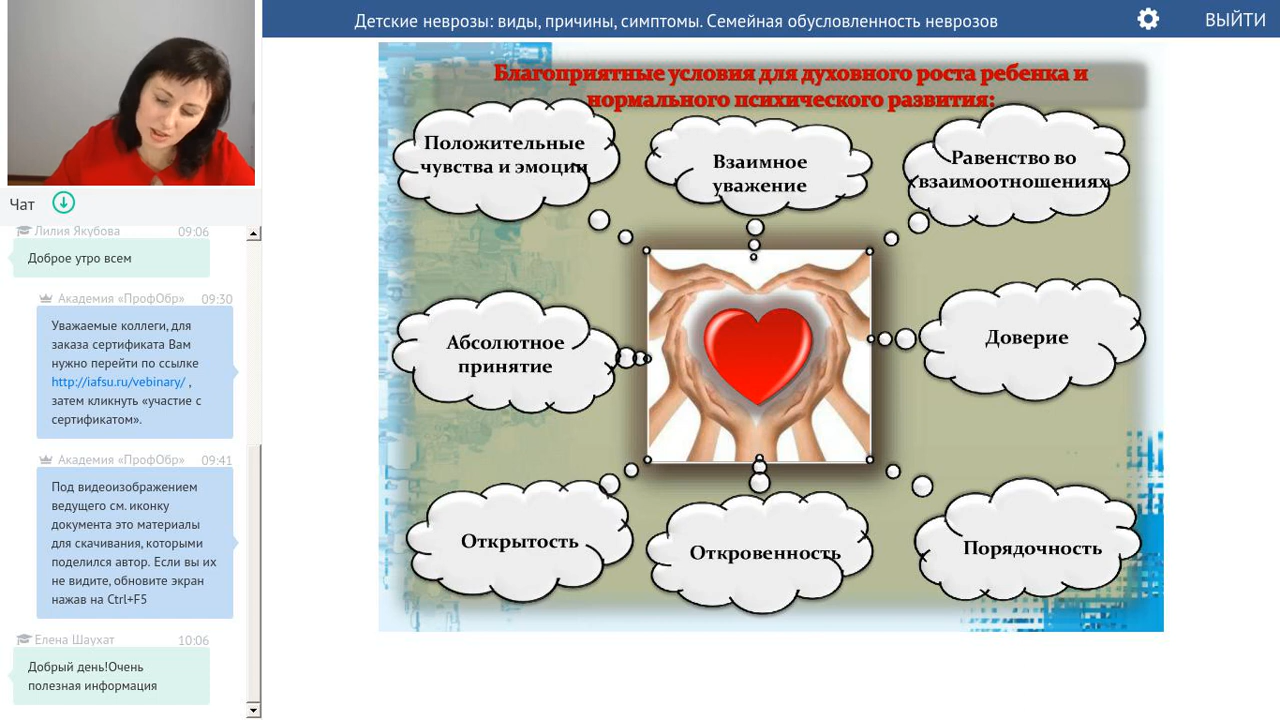 Детские неврозы: виды, причины, симптомы. Семейная обусловленность неврозов
ВЫЙТИ
Чат
Лилия Якубова 09:06
Доброе утро всем
Академия «ПрофОбр» 09:30
Уважаемые коллеги, для
заказа сертификата Вам
нужно перейти по ссылке
http://iafsu.ru/vebinary/ ,
затем кликнуть «участие с
сертификатом».
Академия «ПрофОбр» 09:41
Под видеоизображением
ведущего см. иконку
документа это материалы
для скачивания, которыми
поделился автор. Если вы их
не видите, обновите экран
нажав на Ctrl+F5
Елена Шаухат 10:06
Добрый день!Очень
полезная информация
Благоприятные условия для духовного роста ребенка и
нормального психического развития:
Положительные
чувства и эмоции
Взаимное
уважение
Равенство во
взаимоотношениях
Абсолютное
принятие
Доверие
Открытость
Откровенность
Порядочность